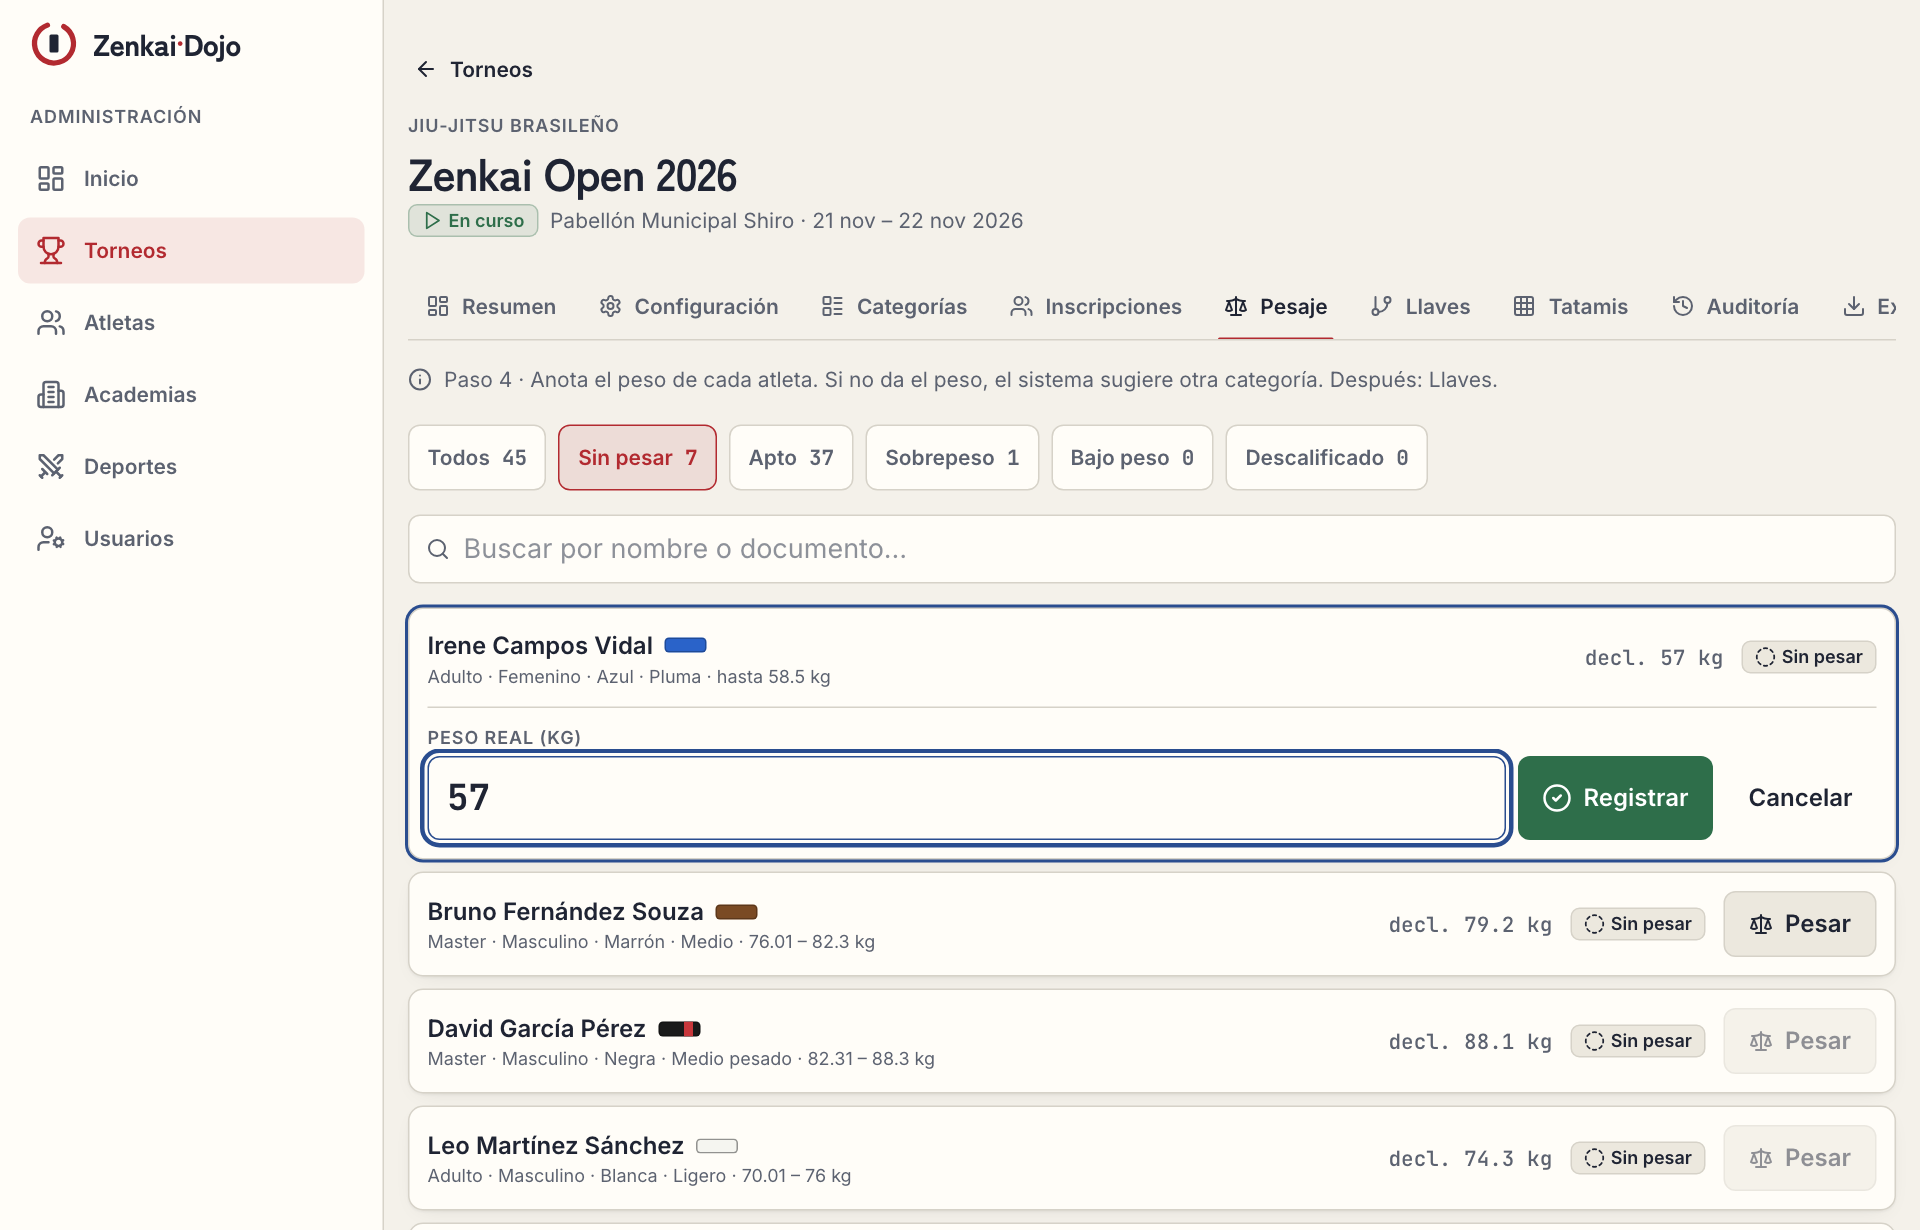 Zenkai·Dojo
ADMINISTRACIÓN
Inicio
Torneos
Atletas
Academias
Deportes
Usuarios
Torneos
JIU-JITSU BRASILEÑO
Zenkai Open 2026
En curso Pabellón Municipal Shiro · 21 nov – 22 nov 2026
Resumen Configuración Categorías Inscripciones Pesaje Llaves Tatamis Auditoría Ex
Paso 4 · Anota el peso de cada atleta. Si no da el peso, el sistema sugiere otra categoría. Después: Llaves.
Todos 45 Sin pesar 7 Apto 37 Sobrepeso 1 Bajo peso 0 Descalificado 0
Buscar por nombre o documento...
Irene Campos Vidal
decl. 57 kg Sin pesar
Adulto · Femenino · Azul · Pluma · hasta 58.5 kg
PESO REAL (KG)
57 Registrar Cancelar
Bruno Fernández Souza
decl. 79.2 kg Sin pesar Pesar
Master · Masculino · Marrón · Medio · 76.01 – 82.3 kg
David García Pérez
decl. 88.1 kg Sin pesar Pesar
Master · Masculino · Negra · Medio pesado · 82.31 – 88.3 kg
Leo Martínez Sánchez
decl. 74.3 kg Sin pesar Pesar
Adulto · Masculino · Blanca · Ligero · 70.01 – 76 kg